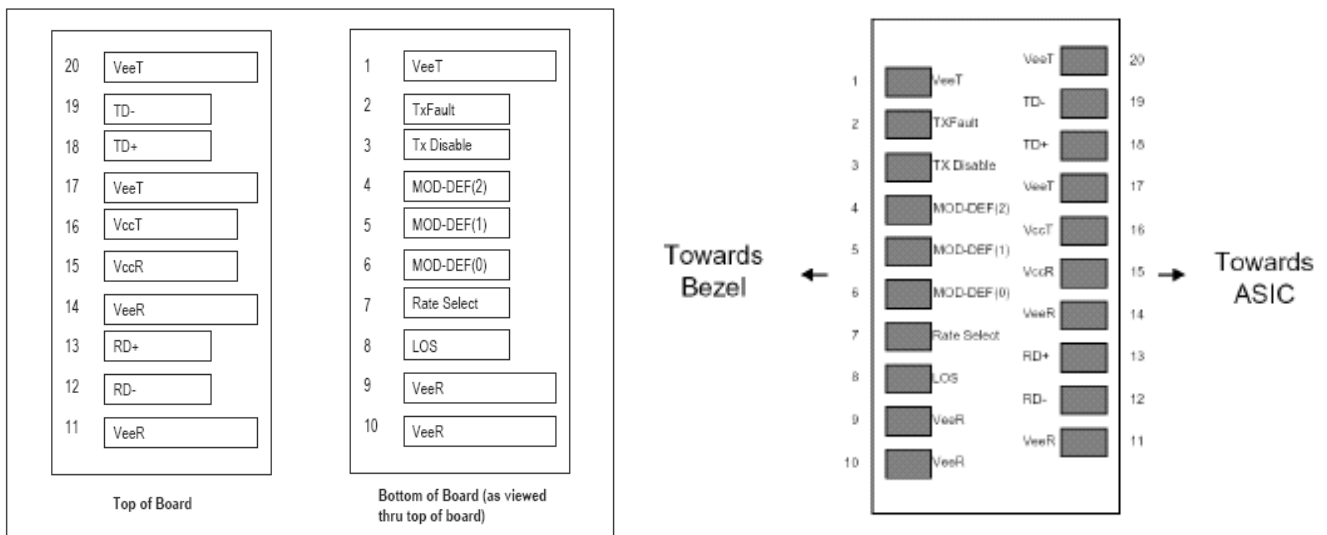 20 VeeT
19 TD-
18 TD+
17 VeeT
16 VccT
15 VccR
14 VeeR
13 RD+
12 RD-
11 VeeR
Top of Board
1 VeeT
2 TxFault
3 Tx Disable
4 MOD-DEF(2)
5 MOD-DEF(1)
6 MOD-DEF(0)
7 Rate Select
8 LOS
9 VeeR
10 VeeR
Bottom of Board (as viewed
thru top of board)
Towards
Bezel
1 VeeT
2 TXFault
3 TX Disable
4 MOD-DEF(2)
5 MOD-DEF(1)
6 MOD-DEF(0)
7 Rate Select
8 LOS
9 VeeR
10 VeeR
VeeT 20
TD- 19
TD+ 18
VeeT 17
VccT 16
VccR 15
VeeR 14
RD+ 13
RD- 12
VeeR 11
Towards
ASIC